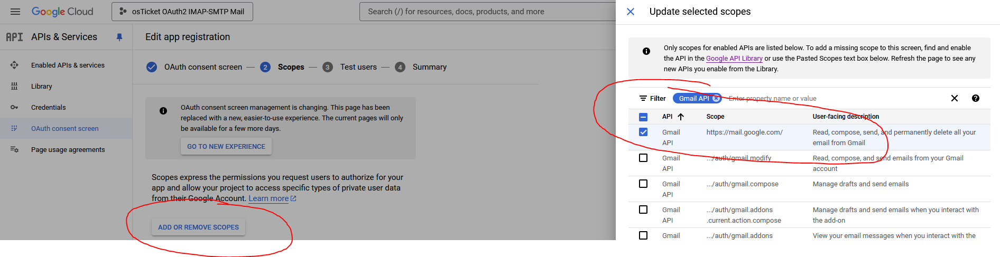 Google Cloud
osTicket OAuth2 IMAP-SMTP Mail
Search (/) for resources, docs, products, and more
API APIs & Services
Enabled APIs & services
Library
Credentials
OAuth consent screen
Page usage agreements
Edit app registration
OAuth consent screen — 2 Scopes — 3 Test users — 4 Summary
OAuth consent screen management is changing. This page has been
replaced with a new, easier-to-use experience. The current pages will only
be available for a few more days.
GO TO NEW EXPERIENCE
Scopes express the permissions you request users to authorize for your
app and allow your project to access specific types of private user data
from their Google Account. Learn more
ADD OR REMOVE SCOPES
Update selected scopes
Only scopes for enabled APIs are listed below. To add a missing scope to this screen, find and enable
the API in the Google API Library or use the Pasted Scopes text box below. Refresh the page to see any
new APIs you enable from the Library.
Filter Gmail API Enter property name or value
API Scope User-facing description
Gmail https://mail.google.com/ Read, compose, send, and permanently delete all your
API email from Gmail
Gmail .../auth/gmail.modify Read, compose, and send emails from your Gmail
API account
Gmail .../auth/gmail.compose Manage drafts and send emails
API
Gmail .../auth/gmail.addons Manage drafts and send emails when you interact with
API .current.action.compose the add-on
Gmail .../auth/gmail.addons View your email messages when you interact with the